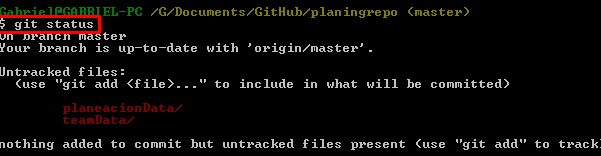 Gabriel@GABRIEL-PC /G/Documents/GitHub/planingrepo (master)
$ git status
On branch master
Your branch is up-to-date with 'origin/master'.
Untracked files:
(use "git add <file>..." to include in what will be committed)
planeacionData/
teamData/
nothing added to commit but untracked files present (use "git add" to track